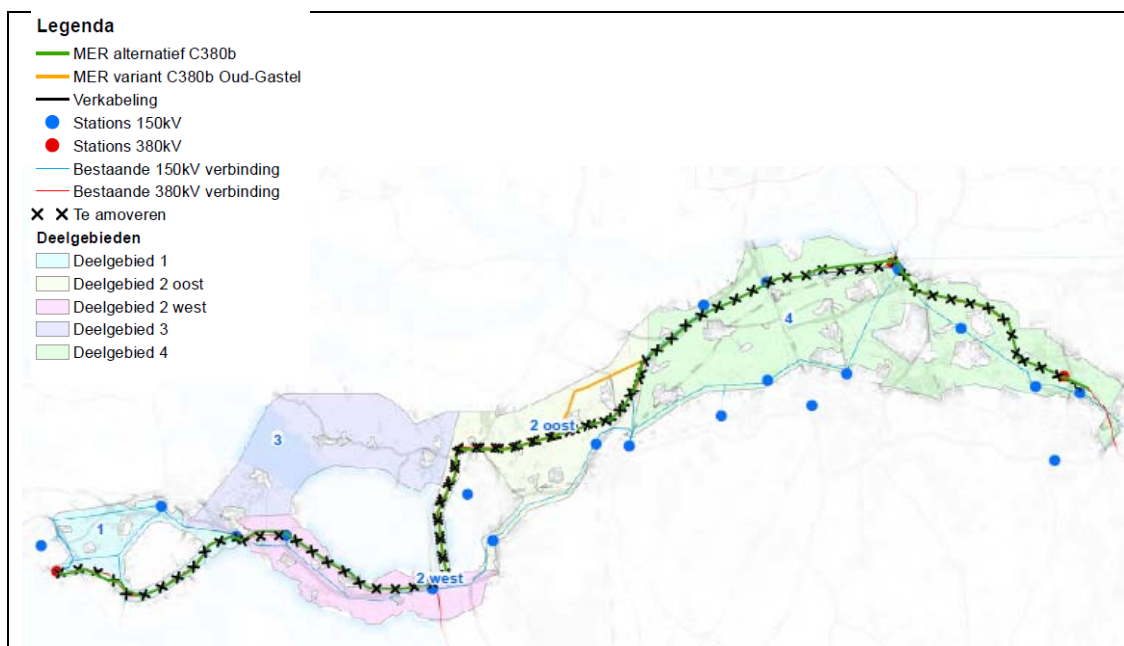 Legenda
MER alternatief C380b
MER variant C380b Oud-Gastel
Verkabeling
Stations 150kV
Stations 380kV
Bestaande 150kV verbinding
Bestaande 380kV verbinding
Te amoveren
Deelgebieden
Deelgebied 1
Deelgebied 2 oost
Deelgebied 2 west
Deelgebied 3
Deelgebied 4
4
2 oost
3
1
2 west